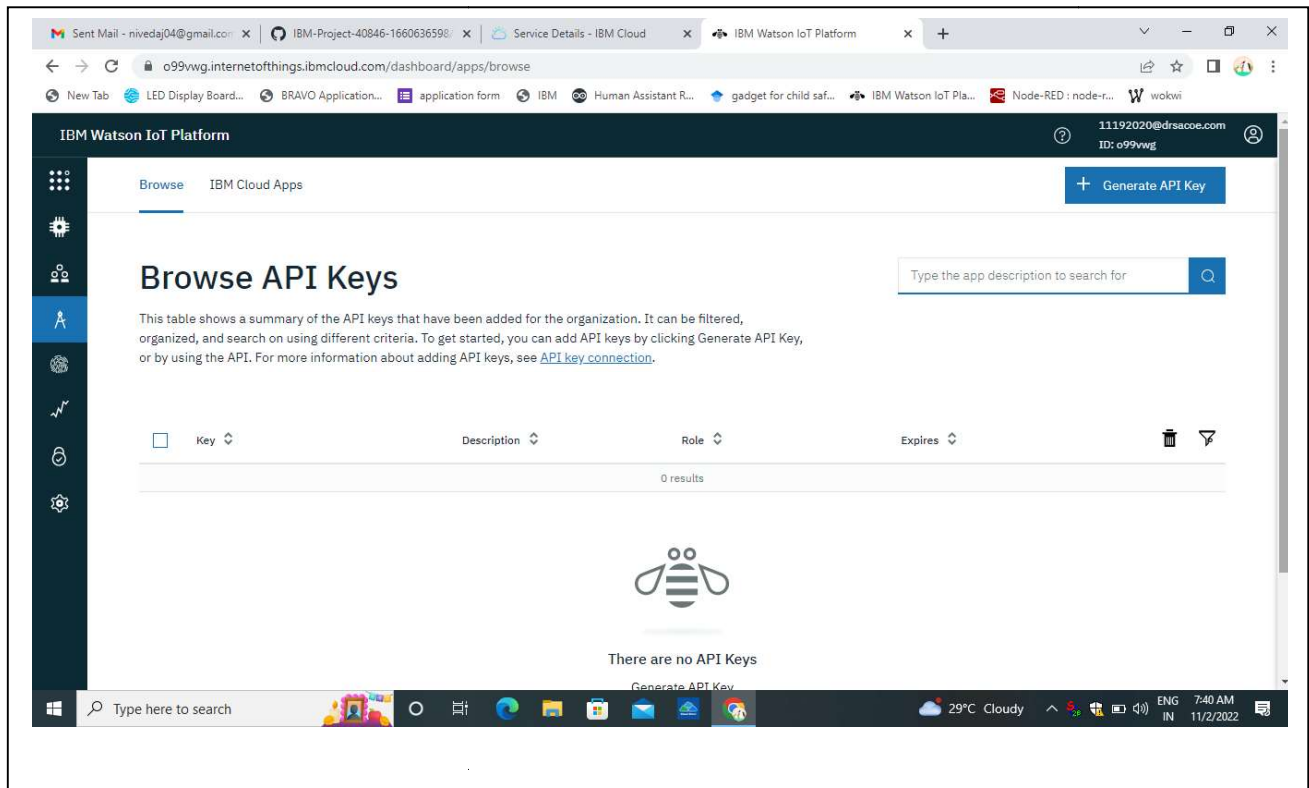 Sent Mail - nivedaj04@gmail.com
IBM-Project-40846-1660636598/
Service Details - IBM Cloud
IBM Watson IoT Platform
o99vwg.internetofthings.ibmcloud.com/dashboard/apps/browse
New Tab
LED Display Board...
BRAVO Application...
application form
IBM
Human Assistant R...
gadget for child saf...
IBM Watson IoT Pla...
Node-RED : node-r...
wokwi
IBM Watson IoT Platform
11192020@drsacoe.com
ID: o99vwg
Browse
IBM Cloud Apps
+ Generate API Key
Browse API Keys
Type the app description to search for
This table shows a summary of the API keys that have been added for the organization. It can be filtered,
organized, and search on using different criteria. To get started, you can add API keys by clicking Generate API Key,
or by using the API. For more information about adding API keys, see API key connection.
Key
Description
Role
Expires
0 results
There are no API Keys
Generate API Key
Type here to search
29°C Cloudy
ENG
IN
7:40 AM
11/2/2022